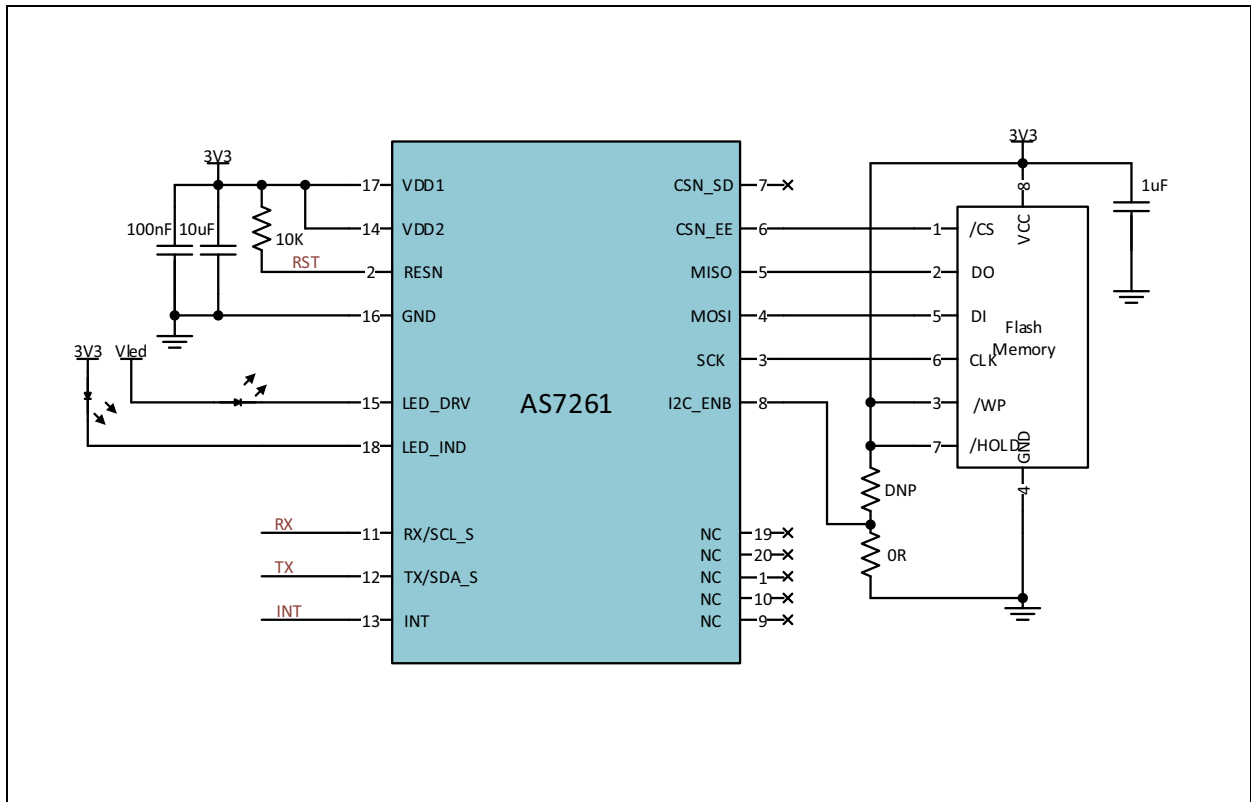 3V3
100nF
10uF
10K
RST
3V3
Vled
RX
TX
INT
17
14
2
16
15
18
11
12
13
VDD1
VDD2
RESN
GND
LED_DRV
LED_IND
RX/SCL_S
TX/SDA_S
INT
AS7261
CSN_SD
CSN_EE
MISO
MOSI
SCK
I2C_ENB
NC
NC
NC
NC
NC
7
6
5
4
3
8
19
20
1
10
9
3V3
1uF
8
VCC
1
/CS
2
DO
5
DI
6
CLK
3
/WP
7
/HOLD
Flash
Memory
GND
4
DNP
0R